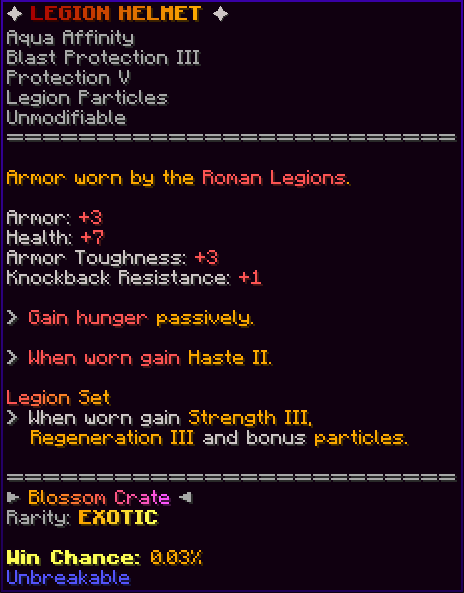 ✦ LEGION HELMET ✦
Aqua Affinity
Blast Protection III
Protection V
Legion Particles
Unmodifiable
==========================
Armor worn by the Roman Legions.
Armor: +3
Health: +7
Armor Toughness: +3
Knockback Resistance: +1
> Gain hunger passively.
> When worn gain Haste II.
Legion Set
> When worn gain Strength III,
Regeneration III and bonus particles.
==========================
► Blossom Crate ◄
Rarity: EXOTIC
Win Chance: 0.03%
Unbreakable